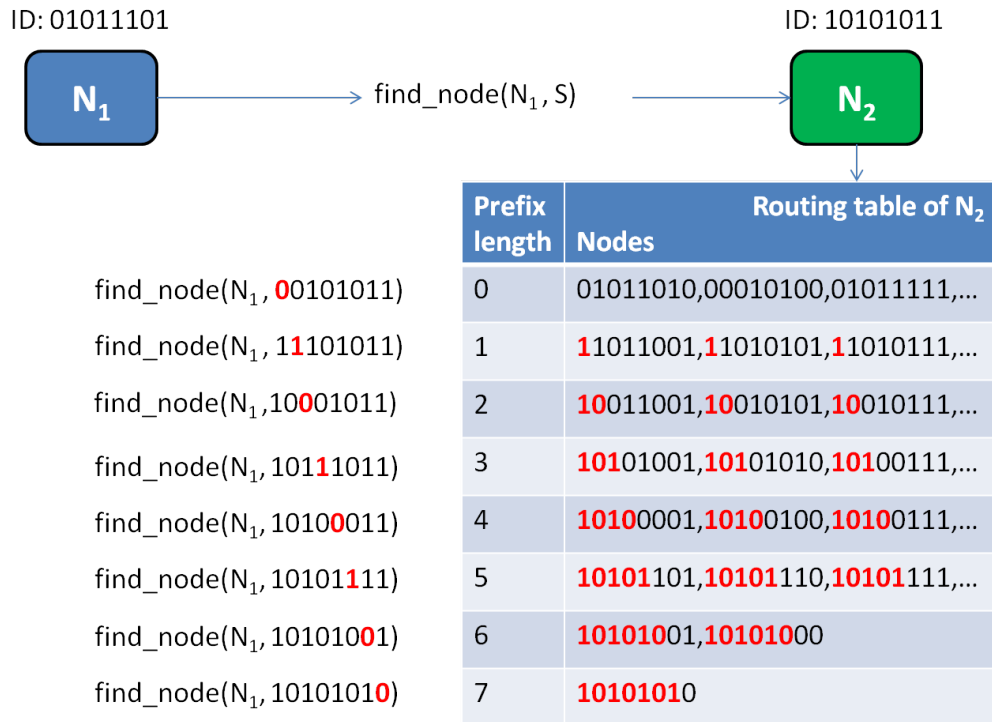 ID: 01011101 ID: 10101011
N1 find_node(N1, S) N2
Prefix length Routing table of N2
Nodes
find_node(N1, 00101011) 0 01011010,00010100,01011111,...
find_node(N1, 11101011) 1 11011001,11010101,11010111,...
find_node(N1,10001011) 2 10011001,10010101,10010111,...
find_node(N1, 10111011) 3 10101001,10101010,10100111,...
find_node(N1, 10100011) 4 10100001,10100100,10100111,...
find_node(N1, 10101111) 5 10101101,10101110,10101111,...
find_node(N1, 10101001) 6 10101001,10101000
find_node(N1, 10101010) 7 10101010